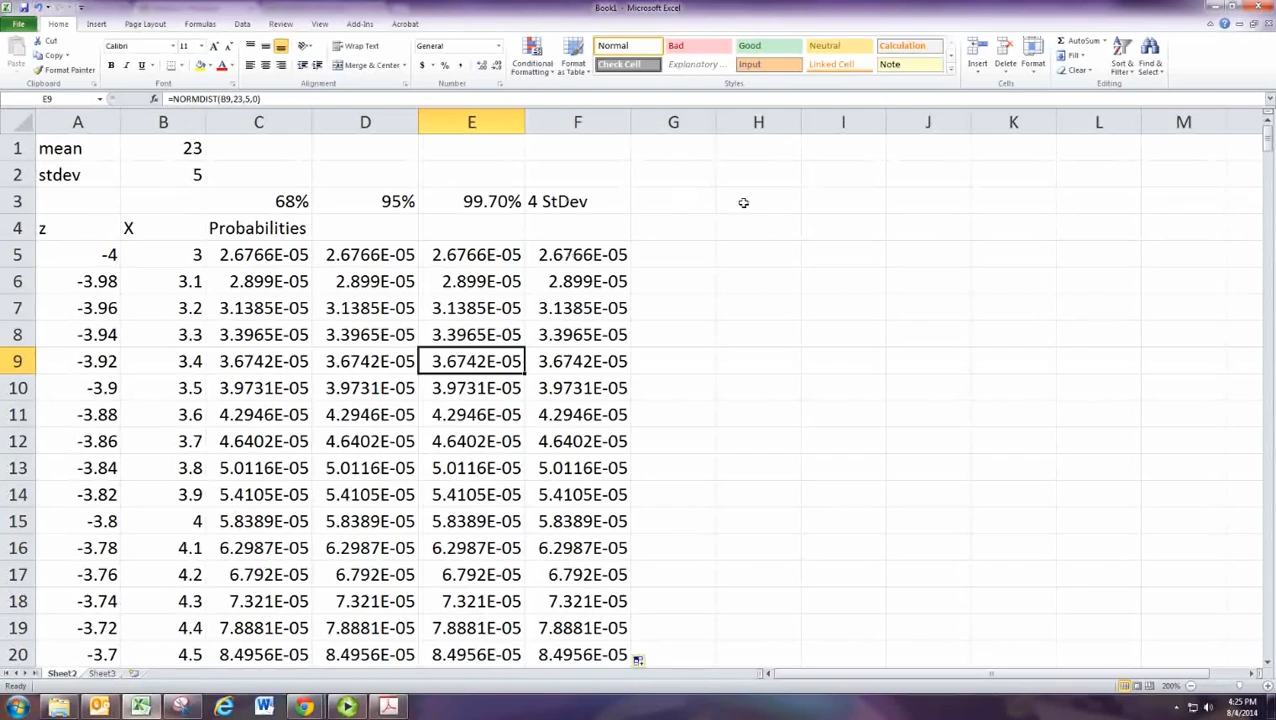 Book1 - Microsoft Excel
File Home Insert Page Layout Formulas Data Review View Add-Ins Acrobat
Cut
Copy
Format Painter
Paste
Clipboard
Calibri 11
B I U
Font
Wrap Text
Merge & Center
Alignment
General
$ % ,
Number
Conditional Formatting
Format as Table
Normal Bad Good Neutral Calculation
Check Cell Explanatory ... Input Linked Cell Note
Styles
Insert Delete Format
Cells
AutoSum
Fill
Clear
Sort & Filter
Find & Select
Editing
E9 fx =NORMDIST(B9,23,5,0)
A B C D E F G H I J K L M
1 mean 23
2 stdev 5
3 68% 95% 99.70% 4 StDev
4 z X Probabilities
5 -4 3 2.6766E-05 2.6766E-05 2.6766E-05 2.6766E-05
6 -3.98 3.1 2.899E-05 2.899E-05 2.899E-05 2.899E-05
7 -3.96 3.2 3.1385E-05 3.1385E-05 3.1385E-05 3.1385E-05
8 -3.94 3.3 3.3965E-05 3.3965E-05 3.3965E-05 3.3965E-05
9 -3.92 3.4 3.6742E-05 3.6742E-05 3.6742E-05 3.6742E-05
10 -3.9 3.5 3.9731E-05 3.9731E-05 3.9731E-05 3.9731E-05
11 -3.88 3.6 4.2946E-05 4.2946E-05 4.2946E-05 4.2946E-05
12 -3.86 3.7 4.6402E-05 4.6402E-05 4.6402E-05 4.6402E-05
13 -3.84 3.8 5.0116E-05 5.0116E-05 5.0116E-05 5.0116E-05
14 -3.82 3.9 5.4105E-05 5.4105E-05 5.4105E-05 5.4105E-05
15 -3.8 4 5.8389E-05 5.8389E-05 5.8389E-05 5.8389E-05
16 -3.78 4.1 6.2987E-05 6.2987E-05 6.2987E-05 6.2987E-05
17 -3.76 4.2 6.792E-05 6.792E-05 6.792E-05 6.792E-05
18 -3.74 4.3 7.321E-05 7.321E-05 7.321E-05 7.321E-05
19 -3.72 4.4 7.8881E-05 7.8881E-05 7.8881E-05 7.8881E-05
20 -3.7 4.5 8.4956E-05 8.4956E-05 8.4956E-05 8.4956E-05
Sheet2 Sheet3
Ready 200%
4:25 PM
8/4/2014